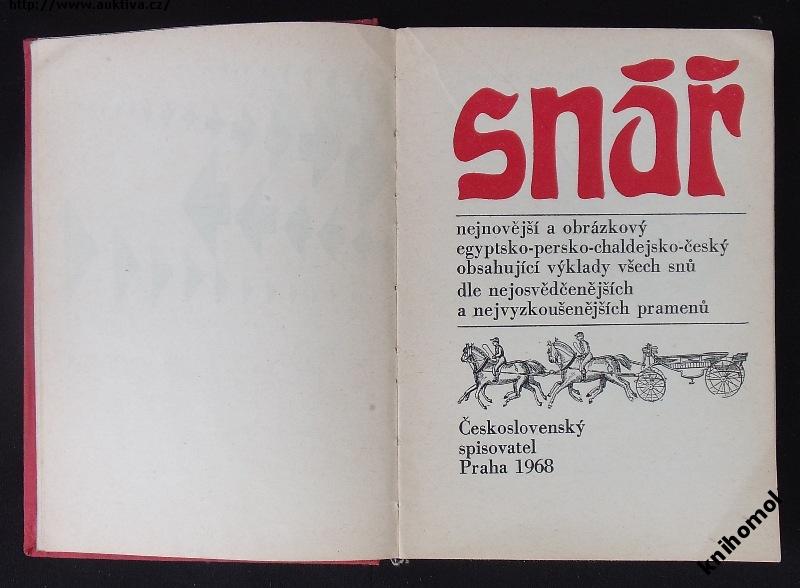 http://www.auktiva.cz/
snář
nejnovější a obrázkový
egyptsko-persko-chaldejsko-český
obsahující výklady všech snů
dle nejosvědčenějších
a nejvyzkoušenějších pramenů
Československý
spisovatel
Praha 1968
knihomol